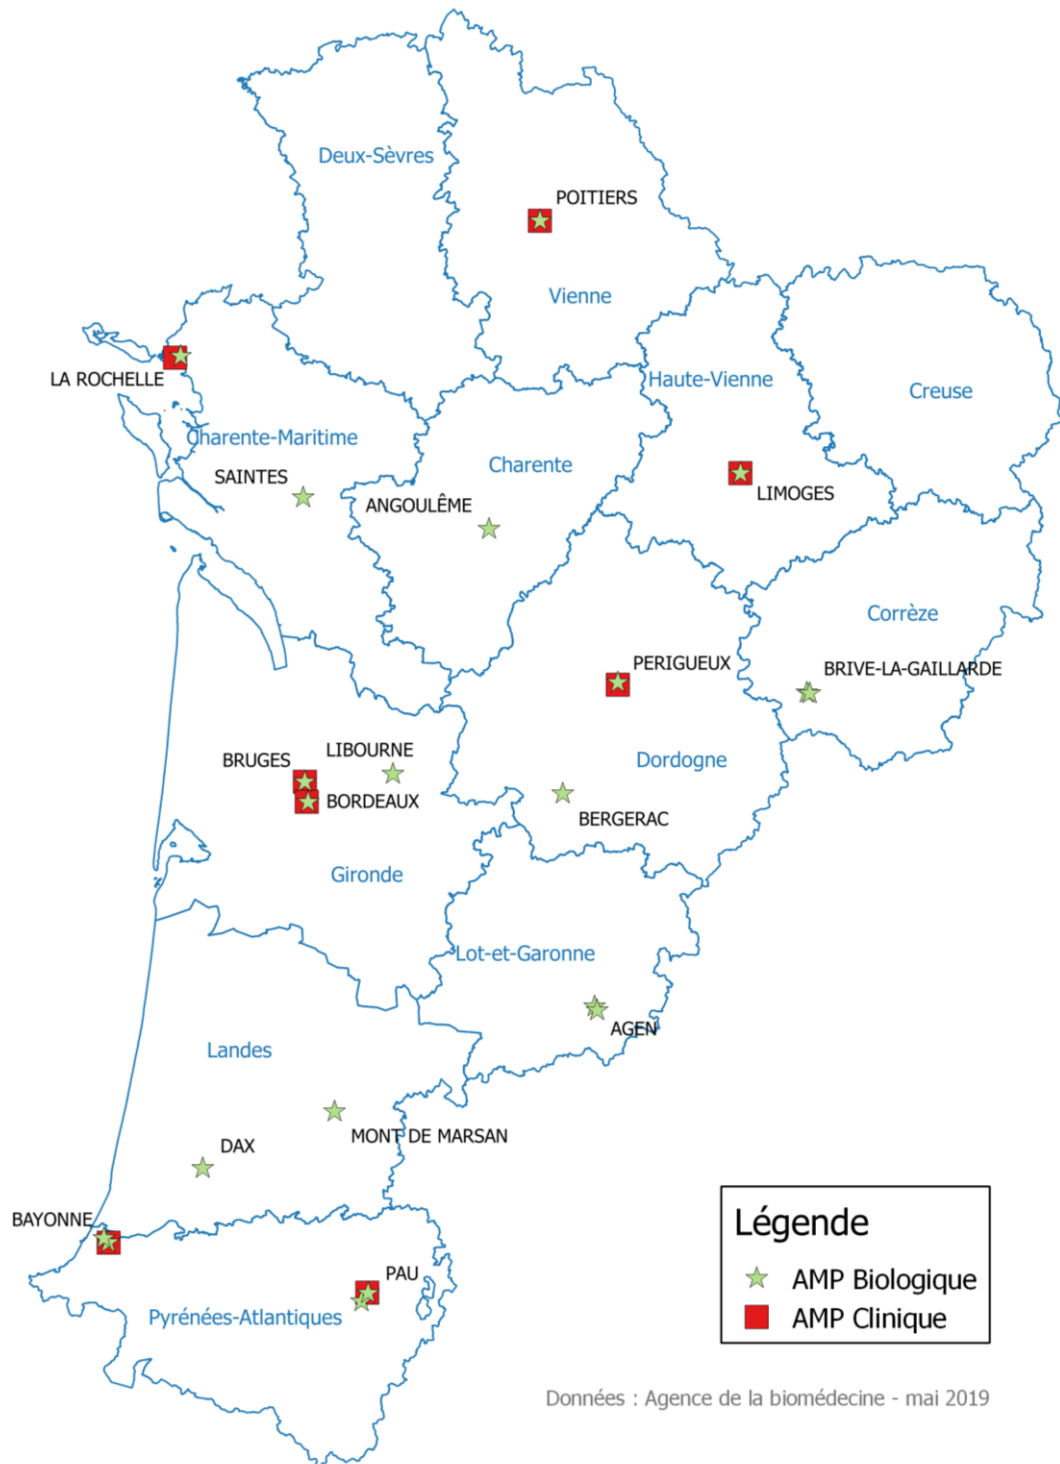 Deux-Sèvres
POITIERS
Vienne
LA ROCHELLE
Haute-Vienne
Creuse
Charente-Maritime
Charente
SAINTES
ANGOULÊME
LIMOGES
Corrèze
PERIGUEUX
BRIVE-LA-GAILLARDE
LIBOURNE
BRUGES
Dordogne
BORDEAUX
BERGERAC
Gironde
Lot-et-Garonne
AGEN
Landes
MONT DE MARSAN
DAX
BAYONNE
PAU
Pyrénées-Atlantiques
Légende
AMP Biologique
AMP Clinique
Données : Agence de la biomédecine - mai 2019